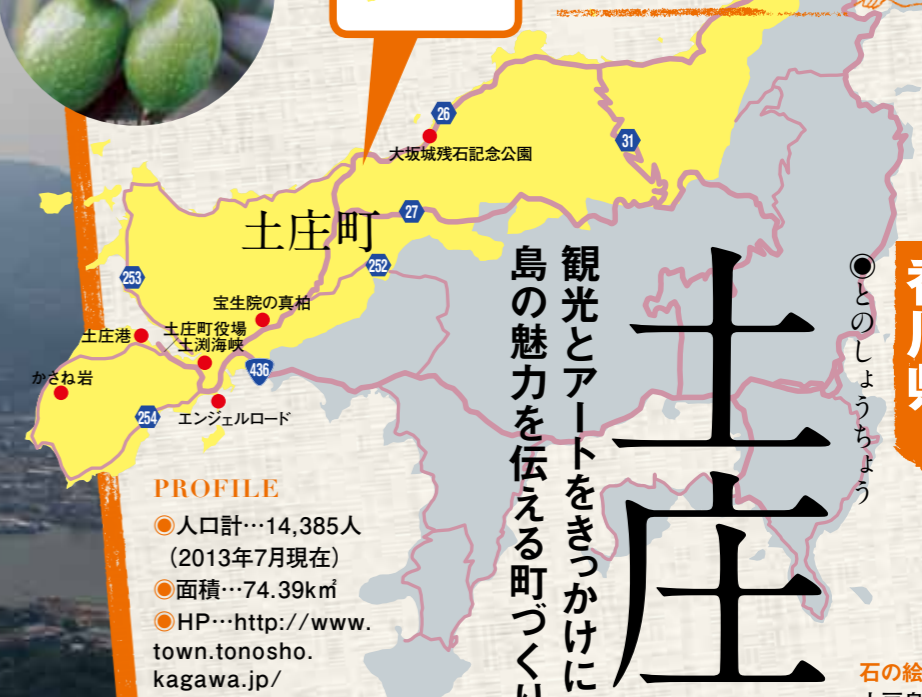 香川県
◉とのしょうちょう
土庄
観光とアートをきっかけに
島の魅力を伝える町づくり
26
大坂城残石記念公園
31
土庄町
27
252
253
宝生院の真柏
土庄港
土庄町役場
／土渕海峡
かさね岩
436
254
エンジェルロード
PROFILE
◉人口計…14,385人
（2013年7月現在）
◉面積…74.39k㎡
◉HP…http://www.
town.tonosho.
kagawa.jp/
石の絵